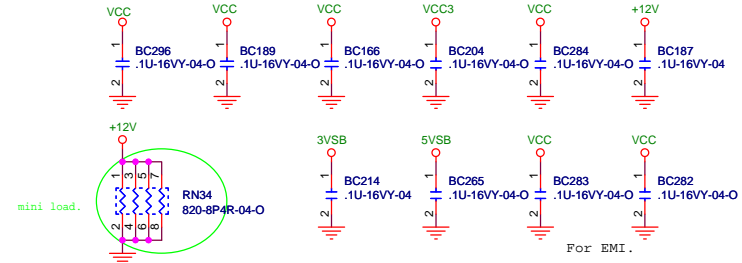 VCC VCC VCC VCC3 VCC +12V
1 1 1 1 1 1
BC296 BC189 BC166 BC204 BC284 BC187
.1U-16VY-04-O .1U-16VY-04-O .1U-16VY-04-O .1U-16VY-04-O .1U-16VY-04-O .1U-16VY-04
2 2 2 2 2 2
+12V 3VSB 5VSB VCC VCC
1 3 5 7 1 1 1 1
RN34 BC214 BC265 BC283 BC282
mini load. 820-8P4R-04-O .1U-16VY-04 .1U-16VY-04-O .1U-16VY-04-O .1U-16VY-04-O
2 4 6 8 2 2 2 2
For EMI.